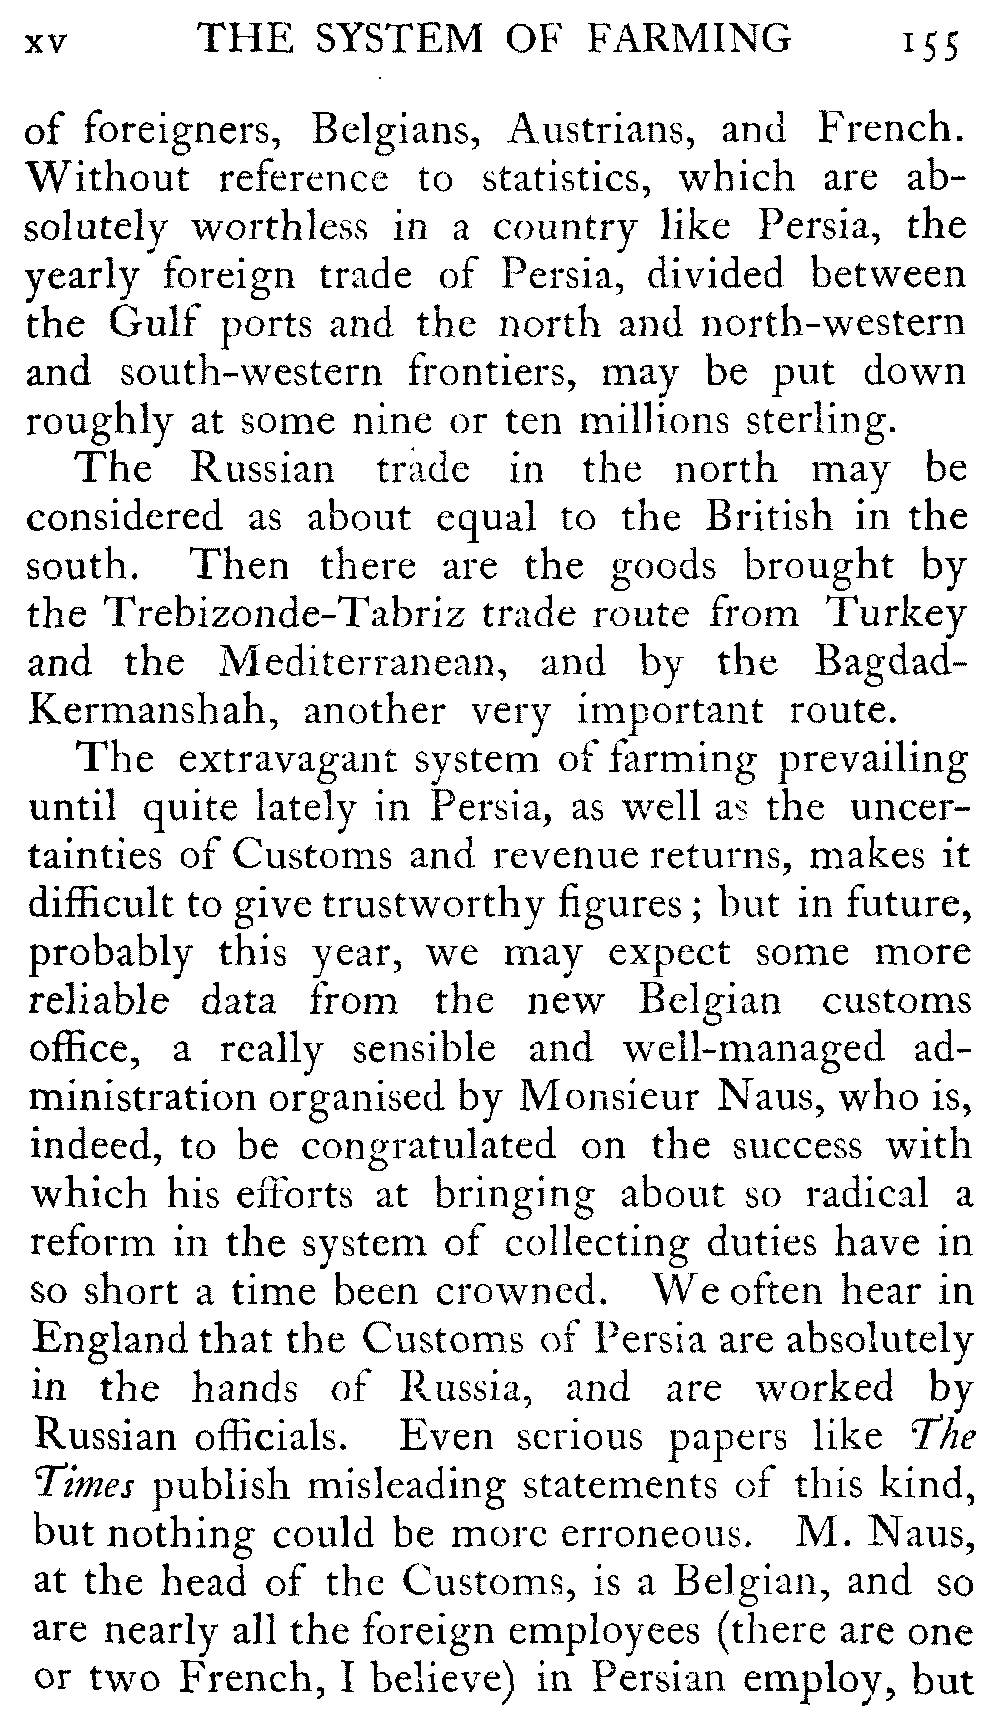 xv THE SYSTEM OF FARMING 155
of foreigners, Belgians, Austrians, and French.
Without reference to statistics, which are ab-
solutely worthless in a country like Persia, the
yearly foreign trade of Persia, divided between
the Gulf ports and the north and north-western
and south-western frontiers, may be put down
roughly at some nine or ten millions sterling.
The Russian trade in the north may be
considered as about equal to the British in the
south. Then there are the goods brought by
the Trebizonde-Tabriz trade route from Turkey
and the Mediterranean, and by the Bagdad-
Kermanshah, another very important route.
The extravagant system of farming prevailing
until quite lately in Persia, as well as the uncer-
tainties of Customs and revenue returns, makes it
difficult to give trustworthy figures; but in future,
probably this year, we may expect some more
reliable data from the new Belgian customs
office, a really sensible and well-managed ad-
ministration organised by Monsieur Naus, who is,
indeed, to be congratulated on the success with
which his efforts at bringing about so radical a
reform in the system of collecting duties have in
so short a time been crowned. We often hear in
England that the Customs of Persia are absolutely
in the hands of Russia, and are worked by
Russian officials. Even serious papers like The
Times publish misleading statements of this kind,
but nothing could be more erroneous. M. Naus,
at the head of the Customs, is a Belgian, and so
are nearly all the foreign employees (there are one
or two French, I believe) in Persian employ, but